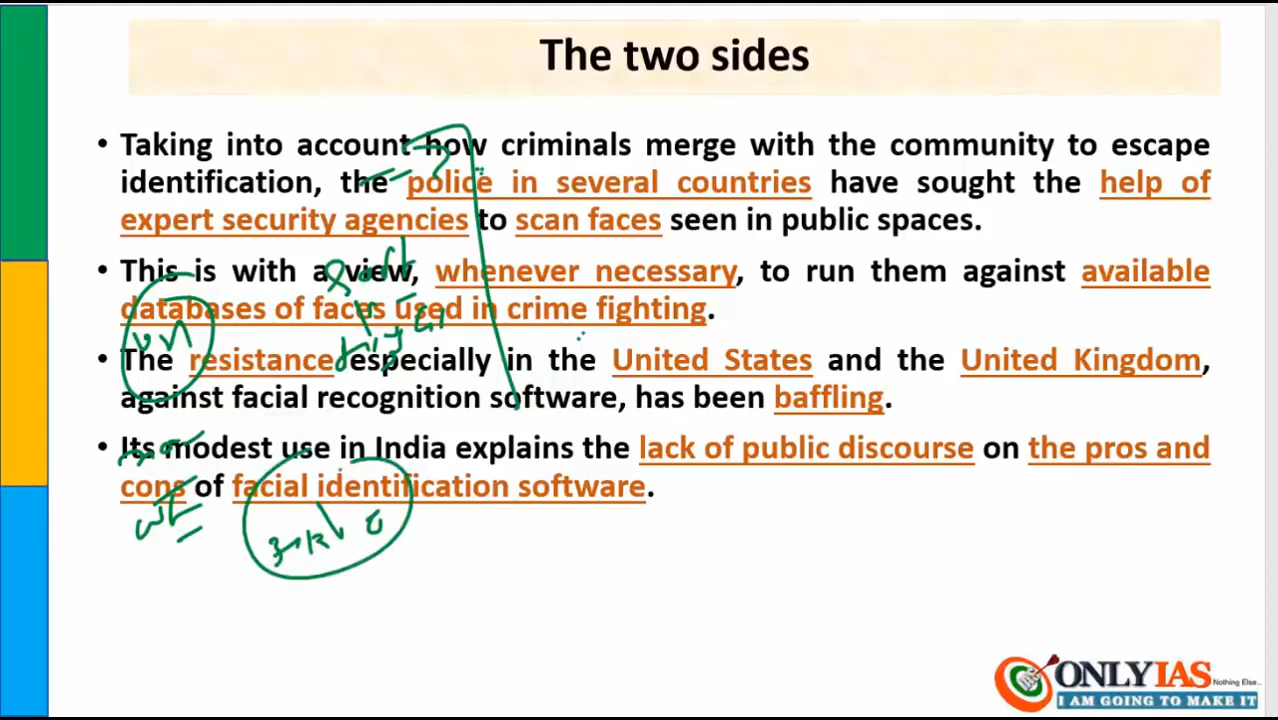 The two sides
• Taking into account how criminals merge with the community to escape
identification, the police in several countries have sought the help of
expert security agencies to scan faces seen in public spaces.
• This is with a view, whenever necessary, to run them against available
databases of faces used in crime fighting.
• The resistance especially in the United States and the United Kingdom,
against facial recognition software, has been baffling.
• Its modest use in India explains the lack of public discourse on the pros and
cons of facial identification software.
ONLYIAS
Nothing Else...
I AM GOING TO MAKE IT